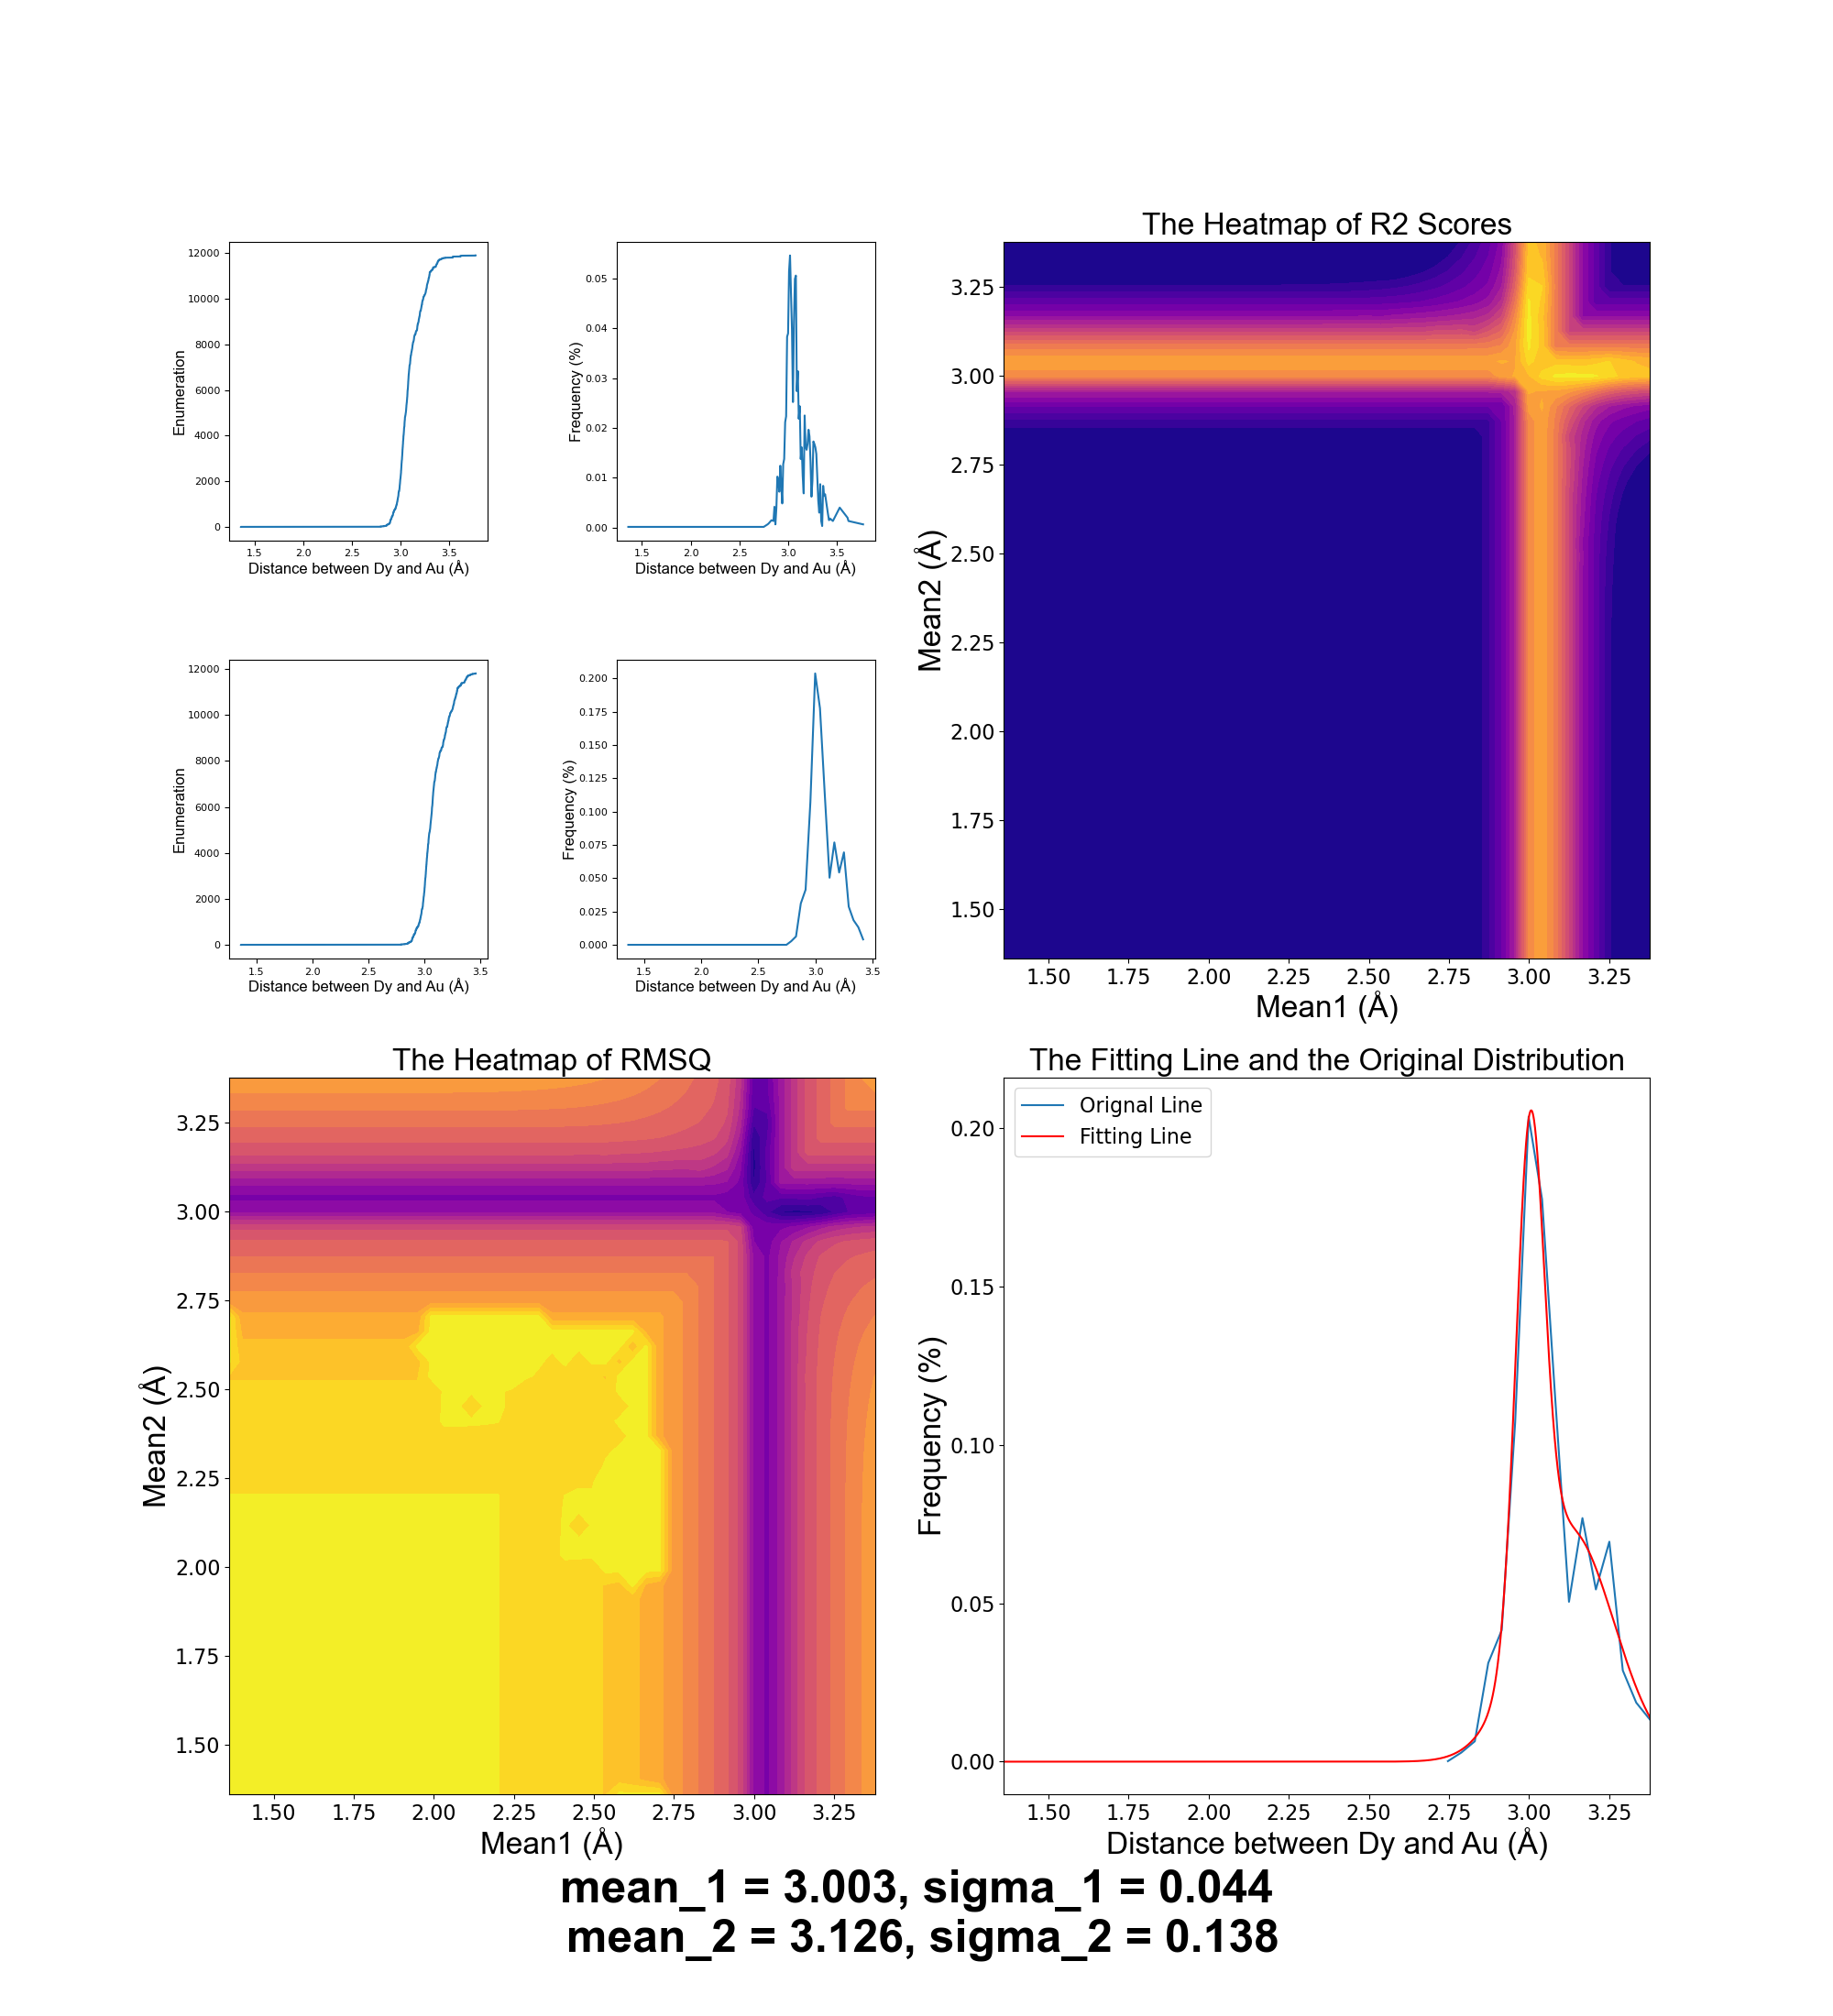 12000
10000
8000
6000
4000
2000
0
1.5 2.0 2.5 3.0 3.5
Enumeration
Distance between Dy and Au (Å)
0.05
0.04
0.03
0.02
0.01
0.00
1.5 2.0 2.5 3.0 3.5
Frequency (%)
Distance between Dy and Au (Å)
The Heatmap of R2 Scores
3.25
3.00
2.75
2.50
2.25
2.00
1.75
1.50
1.50 1.75 2.00 2.25 2.50 2.75 3.00 3.25
Mean2 (Å)
Mean1 (Å)
12000
10000
8000
6000
4000
2000
0
1.5 2.0 2.5 3.0 3.5
Enumeration
Distance between Dy and Au (Å)
0.200
0.175
0.150
0.125
0.100
0.075
0.050
0.025
0.000
1.5 2.0 2.5 3.0 3.5
Frequency (%)
Distance between Dy and Au (Å)
The Heatmap of RMSQ
3.25
3.00
2.75
2.50
2.25
2.00
1.75
1.50
1.50 1.75 2.00 2.25 2.50 2.75 3.00 3.25
Mean2 (Å)
Mean1 (Å)
The Fitting Line and the Original Distribution
Orignal Line
Fitting Line
0.20
0.15
0.10
0.05
0.00
1.50 1.75 2.00 2.25 2.50 2.75 3.00 3.25
Frequency (%)
Distance between Dy and Au (Å)
mean_1 = 3.003, sigma_1 = 0.044
mean_2 = 3.126, sigma_2 = 0.138